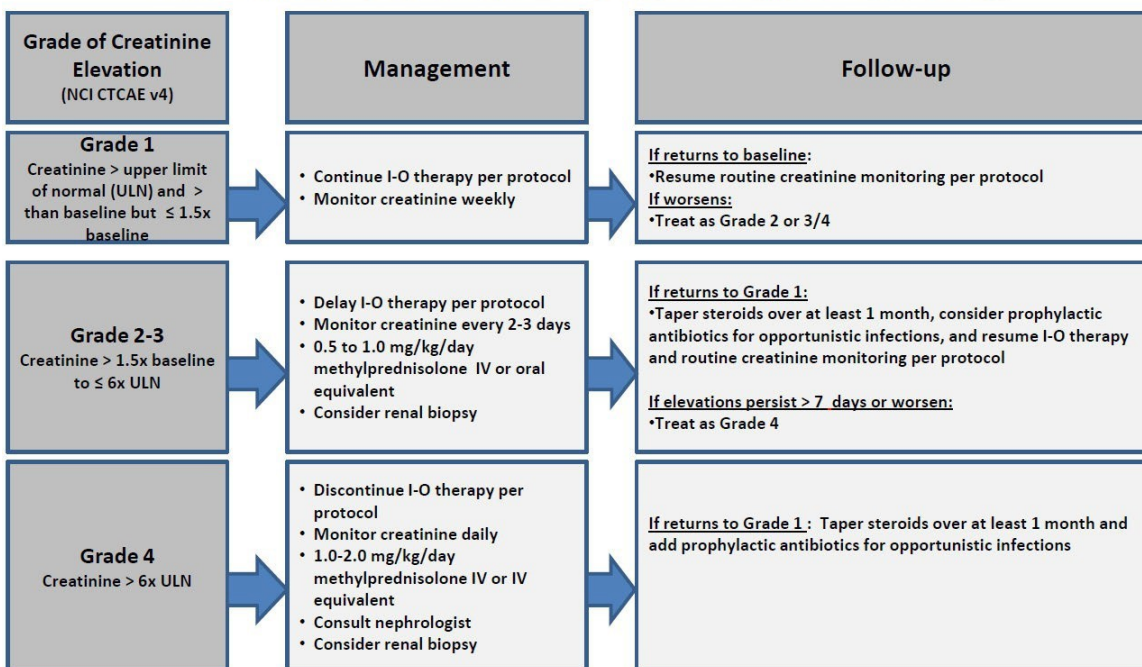 Grade of Creatinine
Elevation
(NCI CTCAE v4)
Management
Follow-up
Grade 1
Creatinine > upper limit
of normal (ULN) and >
than baseline but ≤ 1.5x
baseline
• Continue I-O therapy per protocol
• Monitor creatinine weekly
If returns to baseline:
•Resume routine creatinine monitoring per protocol
If worsens:
•Treat as Grade 2 or 3/4
Grade 2-3
Creatinine > 1.5x baseline
to ≤ 6x ULN
• Delay I-O therapy per protocol
• Monitor creatinine every 2-3 days
• 0.5 to 1.0 mg/kg/day
methylprednisolone IV or oral
equivalent
• Consider renal biopsy
If returns to Grade 1:
•Taper steroids over at least 1 month, consider prophylactic
antibiotics for opportunistic infections, and resume I-O therapy
and routine creatinine monitoring per protocol
If elevations persist > 7 days or worsen:
•Treat as Grade 4
Grade 4
Creatinine > 6x ULN
• Discontinue I-O therapy per
protocol
• Monitor creatinine daily
• 1.0-2.0 mg/kg/day
methylprednisolone IV or IV
equivalent
• Consult nephrologist
• Consider renal biopsy
If returns to Grade 1 : Taper steroids over at least 1 month and
add prophylactic antibiotics for opportunistic infections